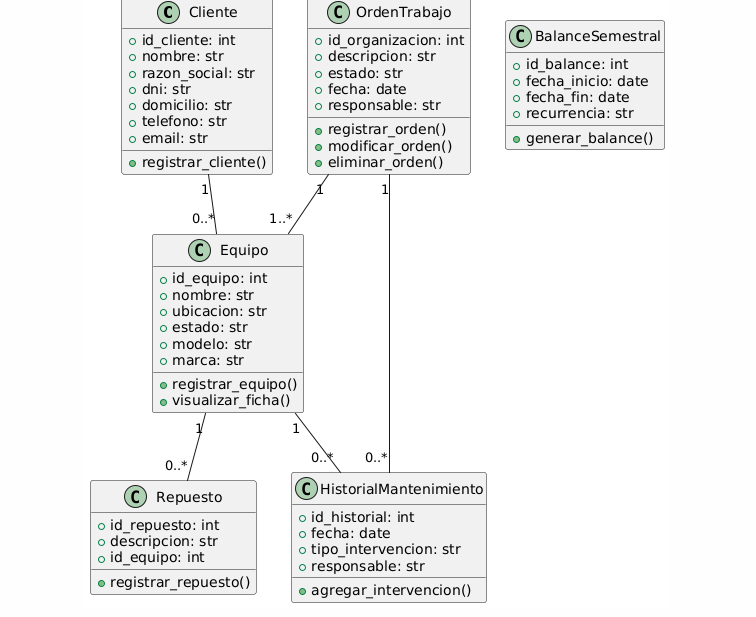 C Cliente
id_cliente: int
nombre: str
razon_social: str
dni: str
domicilio: str
telefono: str
email: str
registrar_cliente()
C OrdenTrabajo
id_organizacion: int
descripcion: str
estado: str
fecha: date
responsable: str
registrar_orden()
modificar_orden()
eliminar_orden()
C BalanceSemestral
id_balance: int
fecha_inicio: date
fecha_fin: date
recurrencia: str
generar_balance()
1
0..*
1
1..*
1
0..*
C Equipo
id_equipo: int
nombre: str
ubicacion: str
estado: str
modelo: str
marca: str
registrar_equipo()
visualizar_ficha()
1
0..*
1
0..*
C Repuesto
id_repuesto: int
descripcion: str
id_equipo: int
registrar_repuesto()
C HistorialMantenimiento
id_historial: int
fecha: date
tipo_intervencion: str
responsable: str
agregar_intervencion()